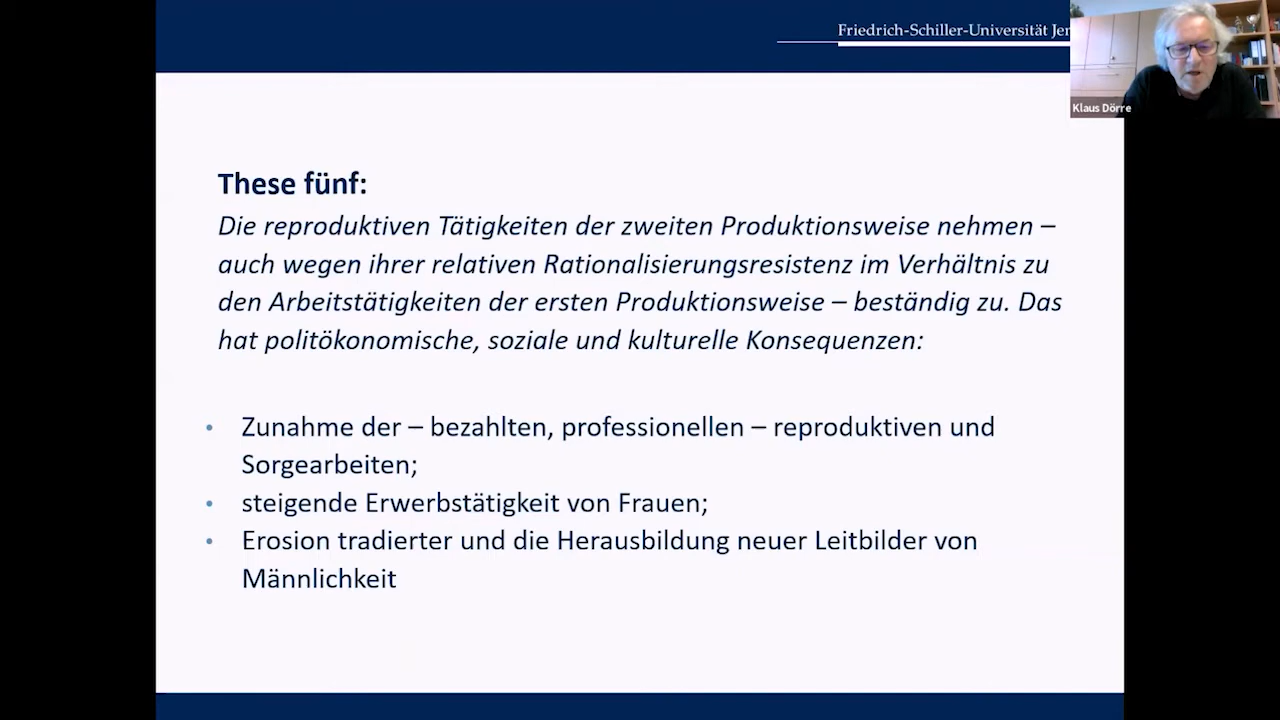 Friedrich-Schiller-Universität Jen
Klaus Dörre
These fünf:
Die reproduktiven Tätigkeiten der zweiten Produktionsweise nehmen –
auch wegen ihrer relativen Rationalisierungsresistenz im Verhältnis zu
den Arbeitstätigkeiten der ersten Produktionsweise – beständig zu. Das
hat politökonomische, soziale und kulturelle Konsequenzen:
• Zunahme der – bezahlten, professionellen – reproduktiven und
Sorgearbeiten;
• steigende Erwerbstätigkeit von Frauen;
• Erosion tradierter und die Herausbildung neuer Leitbilder von
Männlichkeit